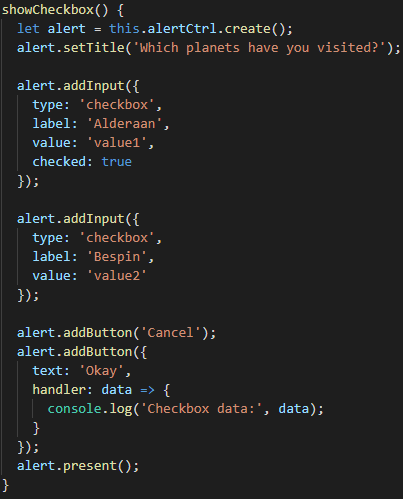 showCheckbox() {
  let alert = this.alertCtrl.create();
  alert.setTitle('Which planets have you visited?');

  alert.addInput({
    type: 'checkbox',
    label: 'Alderaan',
    value: 'value1',
    checked: true
  });

  alert.addInput({
    type: 'checkbox',
    label: 'Bespin',
    value: 'value2'
  });

  alert.addButton('Cancel');
  alert.addButton({
    text: 'Okay',
    handler: data => {
      console.log('Checkbox data:', data);
    }
  });
  alert.present();
}